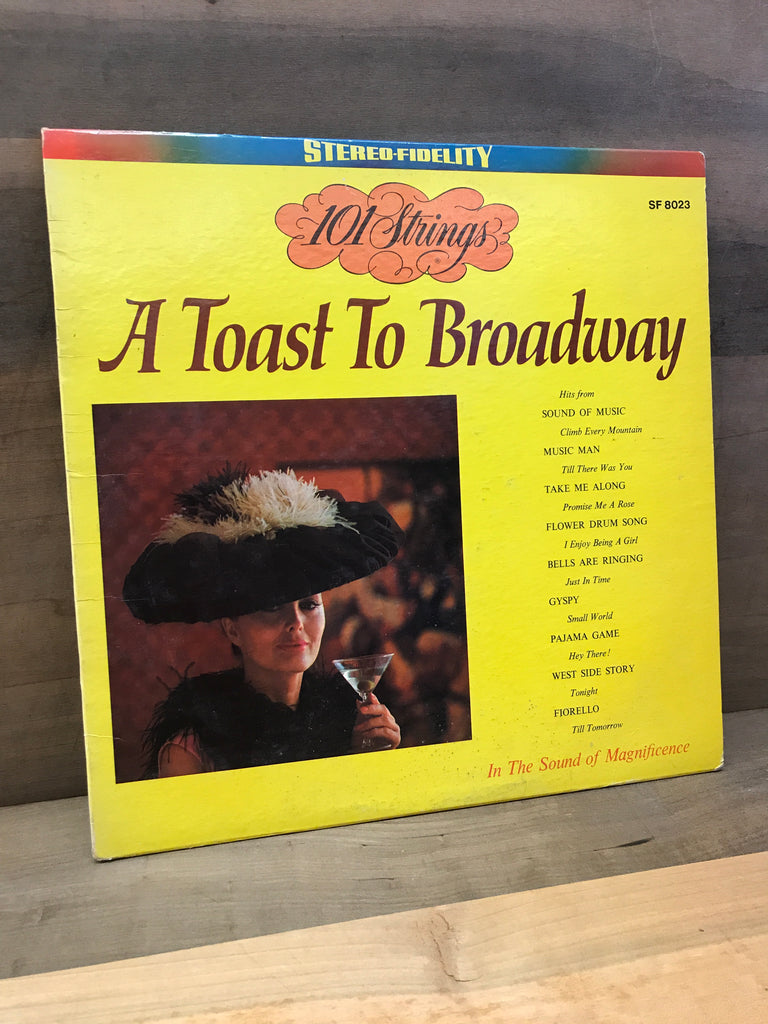 STEREO-FIDELITY
SF 8023
101 Strings
®
A Toast To Broadway
Hits from
SOUND OF MUSIC
Climb Every Mountain
MUSIC MAN
Till There Was You
TAKE ME ALONG
Promise Me A Rose
FLOWER DRUM SONG
I Enjoy Being A Girl
BELLS ARE RINGING
Just In Time
GYSPY
Small World
PAJAMA GAME
Hey There!
WEST SIDE STORY
Tonight
FIORELLO
Till Tomorrow
In The Sound of Magnificence